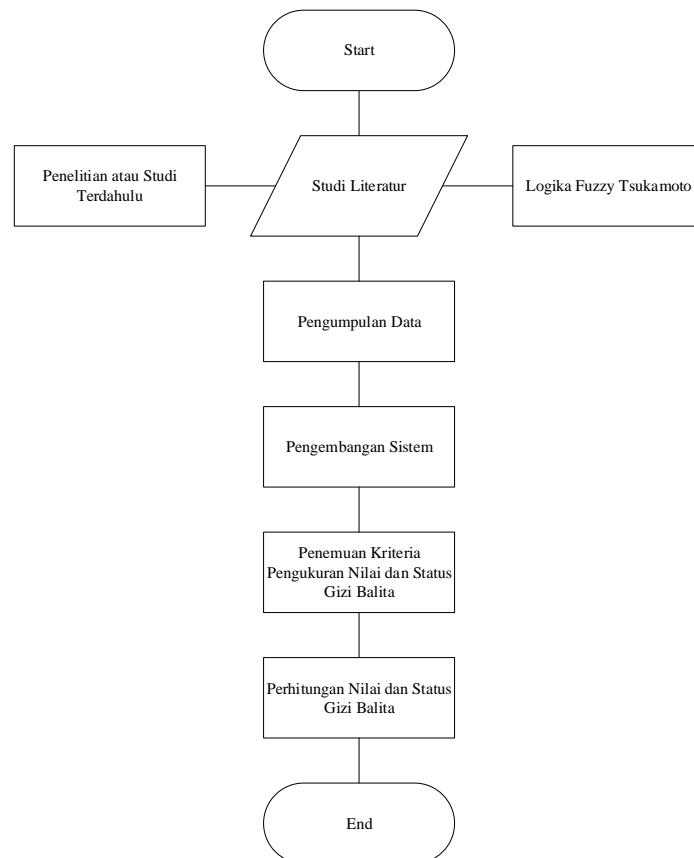 Start
Penelitian atau Studi
Terdahulu
Studi Literatur
Logika Fuzzy Tsukamoto
Pengumpulan Data
Pengembangan Sistem
Penemuan Kriteria
Pengukuran Nilai dan Status
Gizi Balita
Perhitungan Nilai dan Status
Gizi Balita
End